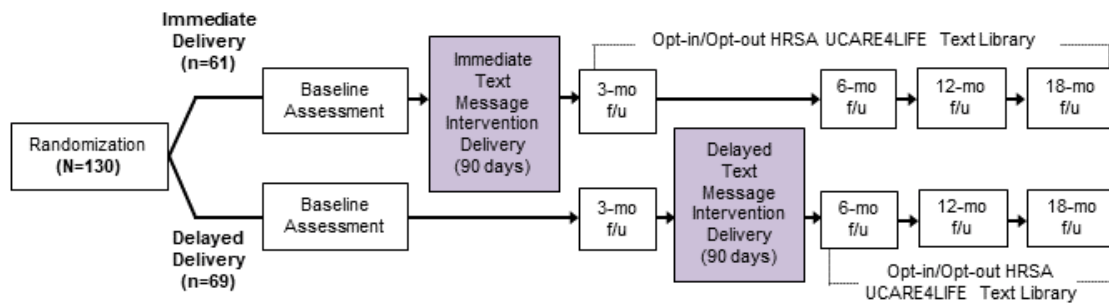 Immediate
Delivery
(n=61)
Opt-in/Opt-out HRSA UCARE4LIFE Text Library
Baseline
Assessment
Immediate
Text
Message
Intervention
Delivery
(90 days)
3-mo
f/u
6-mo
f/u
12-mo
f/u
18-mo
f/u
Randomization
(N=130)
Baseline
Assessment
3-mo
f/u
Delayed
Text
Message
Intervention
Delivery
(90 days)
6-mo
f/u
12-mo
f/u
18-mo
f/u
Delayed
Delivery
(n=69)
Opt-in/Opt-out HRSA
UCARE4LIFE Text Library